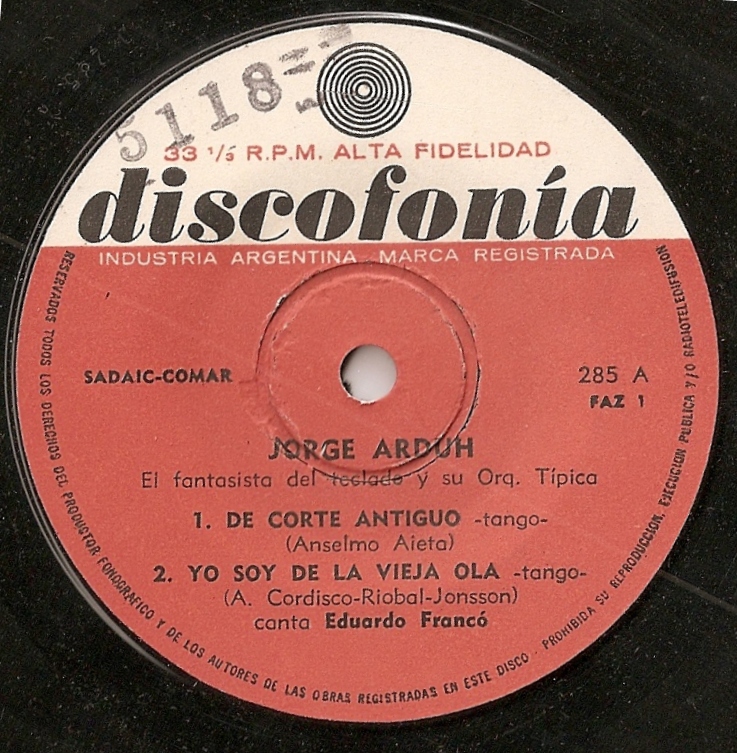 51182
33 ⅓ R.P.M. ALTA FIDELIDAD
discofonía
INDUSTRIA ARGENTINA MARCA REGISTRADA
SADAIC-COMAR
285 A
FAZ 1
JORGE ARDUH
El fantasista del teclado y su Orq. Típica
1. DE CORTE ANTIGUO -tango-
(Anselmo Aieta)
2. YO SOY DE LA VIEJA OLA -tango-
(A. Cordisco-Riobal-Jonsson)
canta Eduardo Francó
RESERVADOS TODOS LOS DERECHOS DEL PRODUCTOR FONOGRAFICO Y DE LOS AUTORES DE LAS OBRAS REGISTRADAS EN ESTE DISCO - PROHIBIDA SU REPRODUCCION, EJECUCION PUBLICA Y/O RADIOTELEDIFUSION